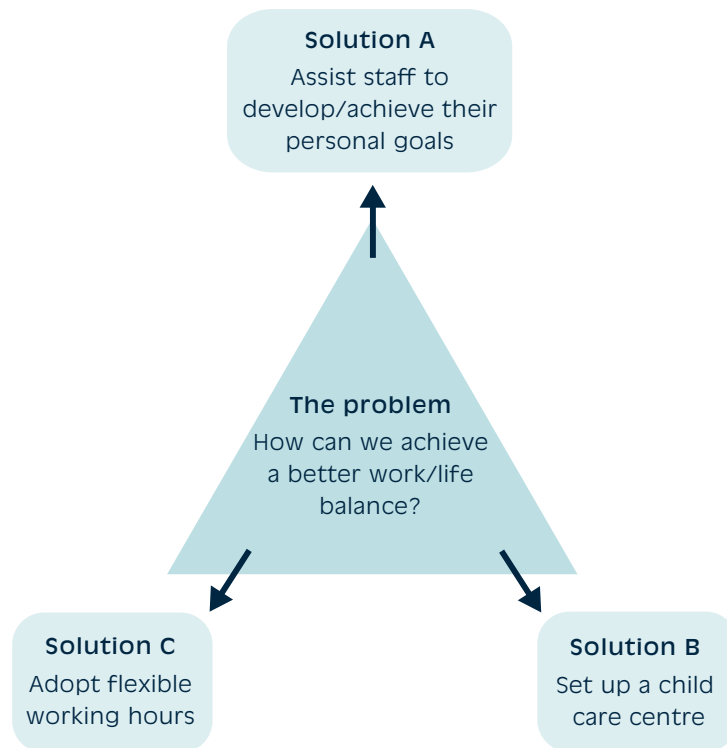 Solution A
Assist staff to
develop/achieve their
personal goals
The problem
How can we achieve
a better work/life
balance?
Solution C
Adopt flexible
working hours
Solution B
Set up a child
care centre